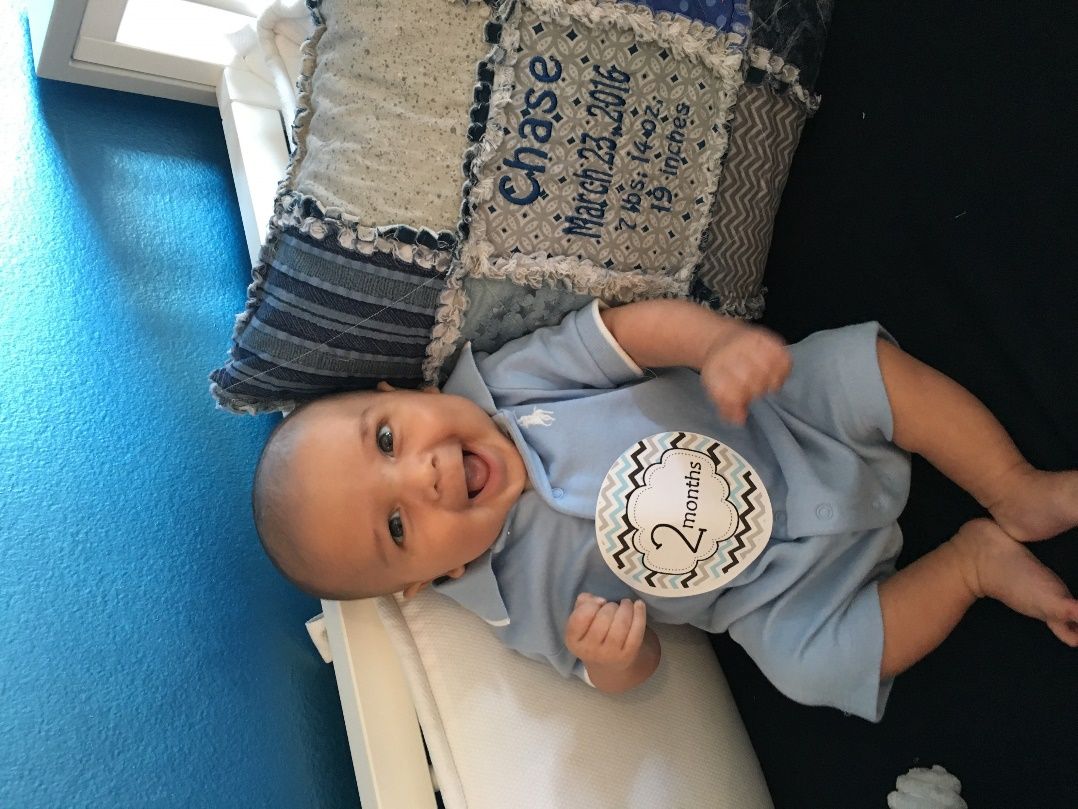 Chase
March 23, 2016
7 lbs. 14 oz.
19 inches
2
months